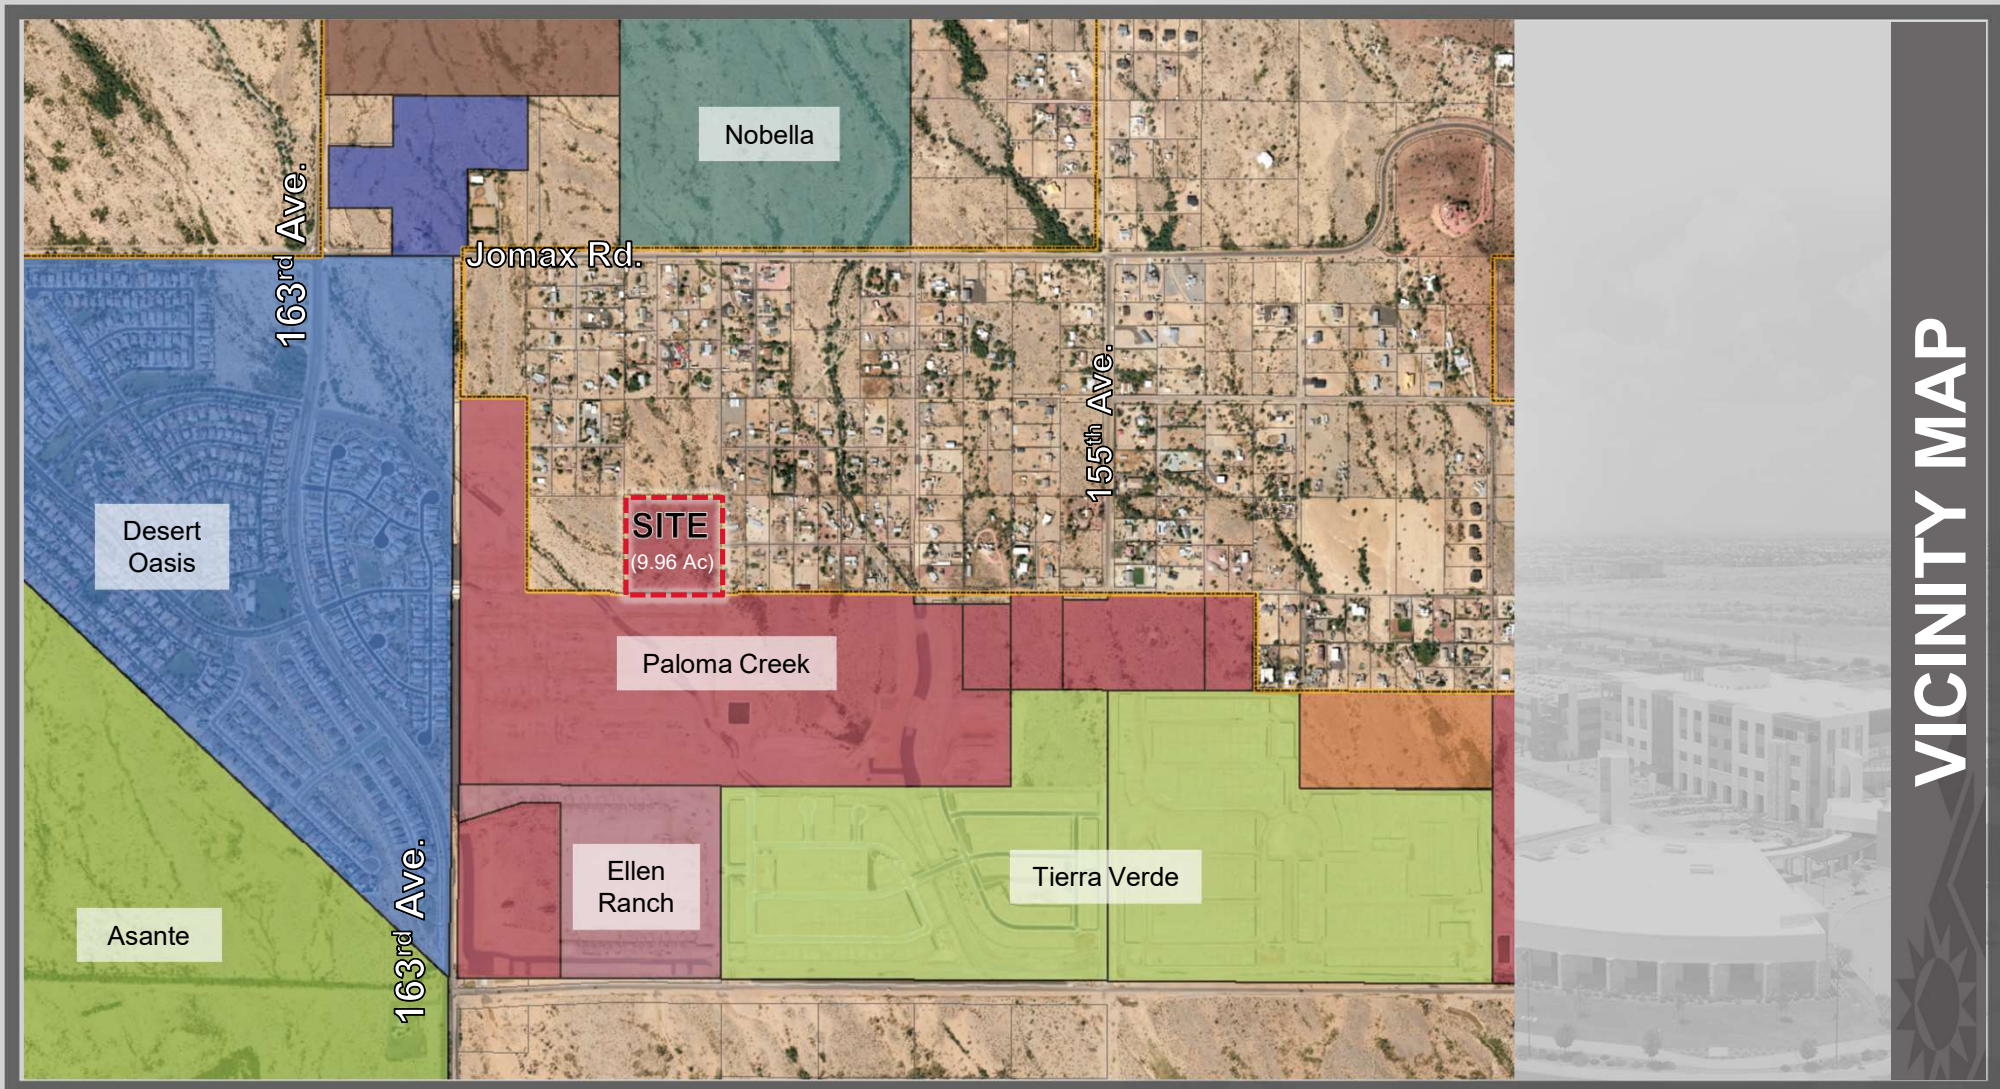 Nobella
163rd Ave.
Jomax Rd.
155th Ave.
SITE
(9.96 Ac)
Desert
Oasis
Paloma Creek
Ellen
Ranch
Tierra Verde
Asante
163rd Ave.
VICINITY MAP